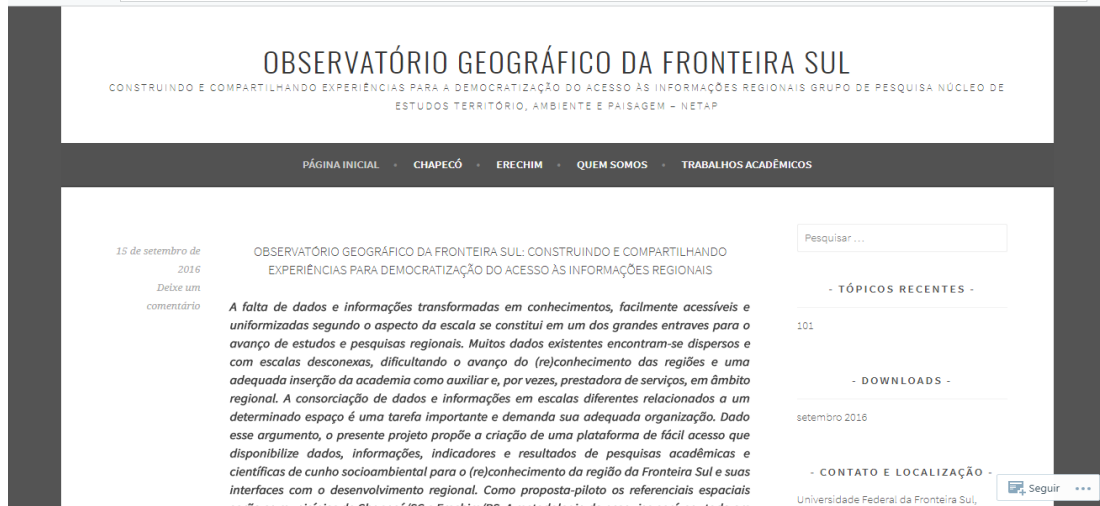 OBSERVATÓRIO GEOGRÁFICO DA FRONTEIRA SUL
CONSTRUINDO E COMPARTILHANDO EXPERIÊNCIAS PARA A DEMOCRATIZAÇÃO DO ACESSO ÀS INFORMAÇÕES REGIONAIS GRUPO DE PESQUISA NÚCLEO DE
ESTUDOS TERRITÓRIO, AMBIENTE E PAISAGEM – NETAP
PÁGINA INICIAL • CHAPECÓ • ERECHIM • QUEM SOMOS • TRABALHOS ACADÊMICOS
15 de setembro de
2016
Deixe um
comentário
OBSERVATÓRIO GEOGRÁFICO DA FRONTEIRA SUL: CONSTRUINDO E COMPARTILHANDO
EXPERIÊNCIAS PARA DEMOCRATIZAÇÃO DO ACESSO ÀS INFORMAÇÕES REGIONAIS
A falta de dados e informações transformadas em conhecimentos, facilmente acessíveis e
uniformizadas segundo o aspecto da escala se constitui em um dos grandes entraves para o
avanço de estudos e pesquisas regionais. Muitos dados existentes encontram-se dispersos e
com escalas desconexas, dificultando o avanço do (re)conhecimento das regiões e uma
adequada inserção da academia como auxiliar e, por vezes, prestadora de serviços, em âmbito
regional. A consorciação de dados e informações em escalas diferentes relacionados a um
determinado espaço é uma tarefa importante e demanda sua adequada organização. Dado
esse argumento, o presente projeto propõe a criação de uma plataforma de fácil acesso que
disponibilize dados, informações, indicadores e resultados de pesquisas acadêmicas e
científicas de cunho socioambiental para o (re)conhecimento da região da Fronteira Sul e suas
interfaces com o desenvolvimento regional. Como proposta-piloto os referenciais espaciais
Pesquisar …
- TÓPICOS RECENTES -
101
- DOWNLOADS -
setembro 2016
- CONTATO E LOCALIZAÇÃO -
Universidade Federal da Fronteira Sul,
Seguir